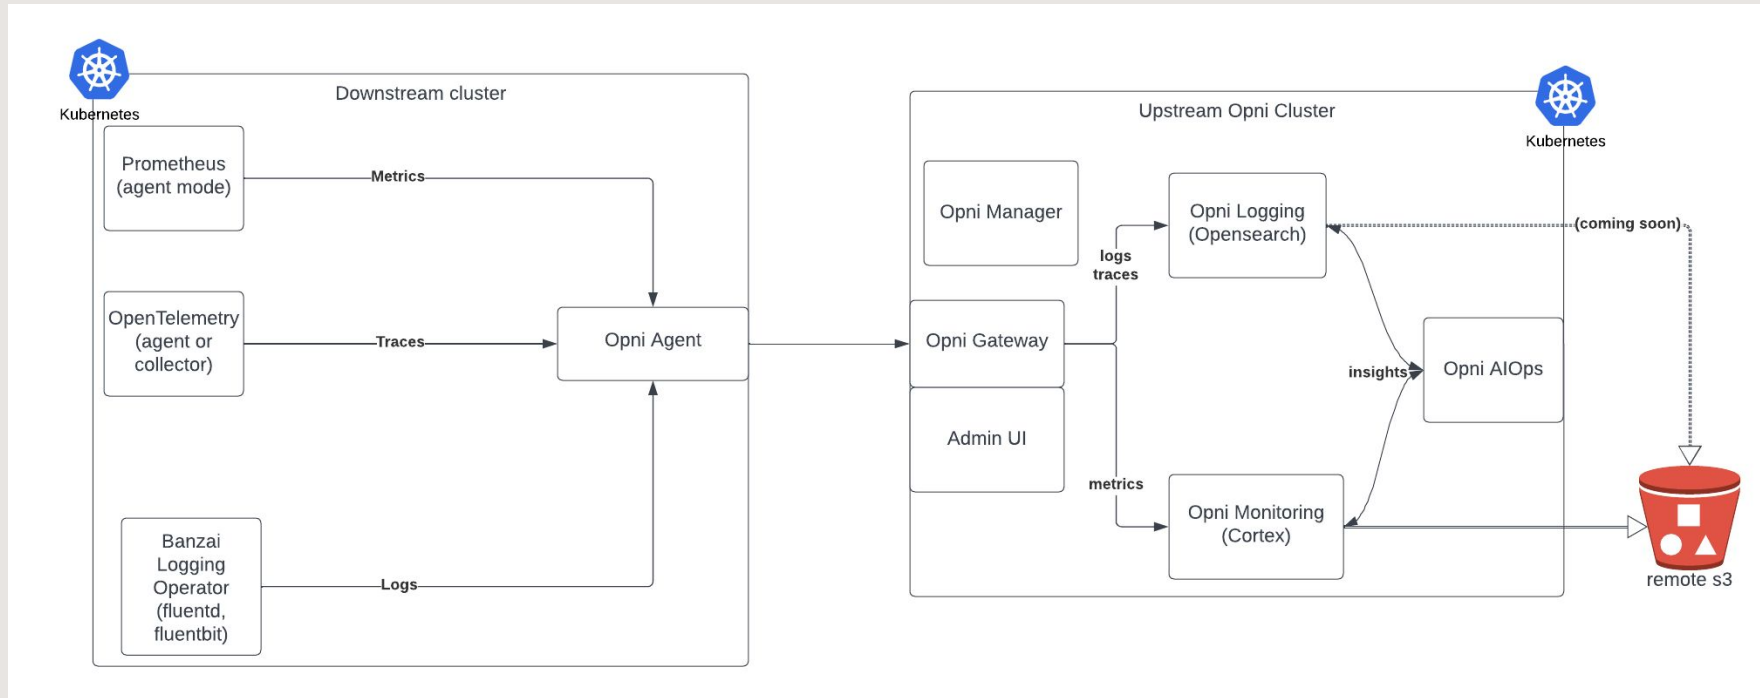 Kubernetes
Downstream cluster
Prometheus
(agent mode)
Metrics
OpenTelemetry
(agent or
collector)
Traces
Opni Agent
Banzai
Logging
Operator
(fluentd,
fluentbit)
Logs
Upstream Opni Cluster
Kubernetes
Opni Manager
Opni Gateway
Admin UI
logs
traces
metrics
Opni Logging
(Opensearch)
(coming soon)
insights
Opni AIOps
Opni Monitoring
(Cortex)
remote s3